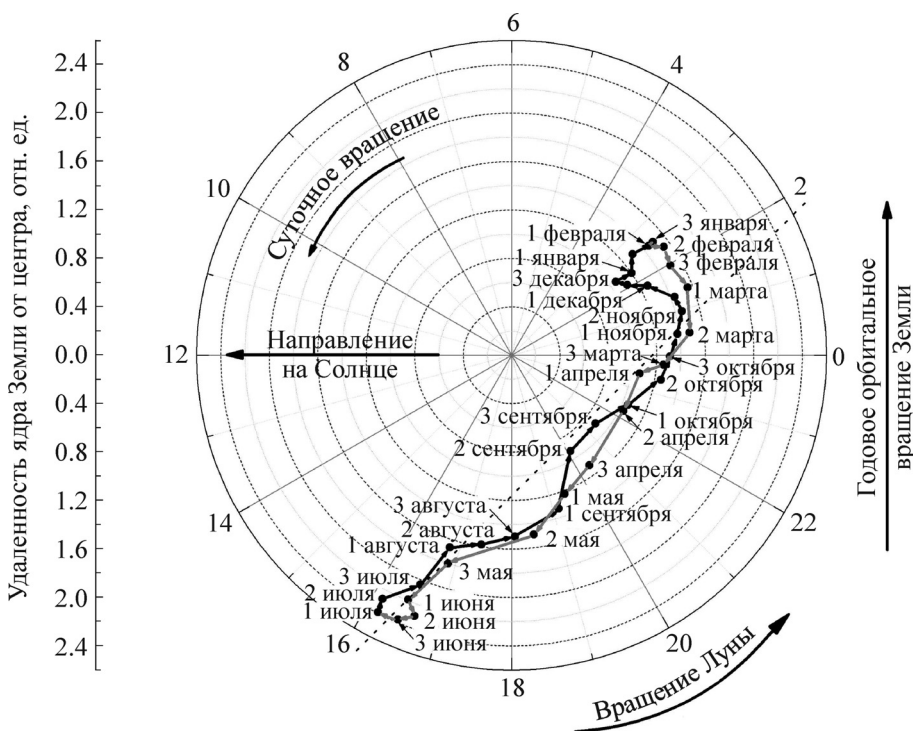 6
8
4
10
2
12
0
14
22
16
20
18
2.4
2.0
1.6
1.2
0.8
0.4
0.0
0.4
0.8
1.2
1.6
2.0
2.4
Удаленность ядра Земли от центра, отн. ед.
Суточное вращение
Направление
на Солнце
Годовое орбитальное
вращение Земли
Вращение Луны
3 января
1 февраля
2 февраля
1 января
3 февраля
3 декабря
1 марта
1 декабря
2 ноября
1 ноября
2 марта
3 марта
3 октября
1 апреля
2 октября
3 сентября
1 октября
2 апреля
2 сентября
3 апреля
1 мая
3 августа
1 сентября
2 августа
2 мая
1 августа
3 мая
3 июля
2 июля
1 июня
1 июля
2 июня
3 июня